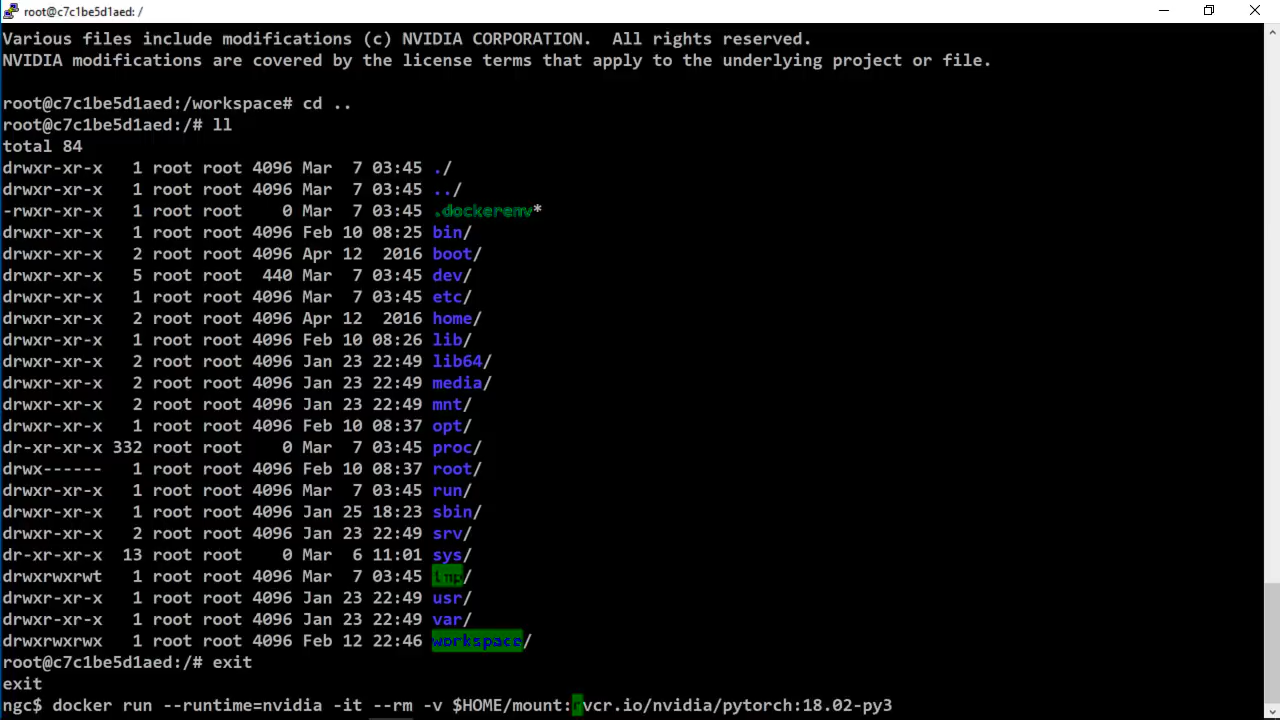 root@c7c1be5d1aed: /
Various files include modifications (c) NVIDIA CORPORATION.  All rights reserved.
NVIDIA modifications are covered by the license terms that apply to the underlying project or file.
root@c7c1be5d1aed:/workspace# cd ..
root@c7c1be5d1aed:/# ll
total 84
drwxr-xr-x   1 root root 4096 Mar  7 03:45 ./
drwxr-xr-x   1 root root 4096 Mar  7 03:45 ../
-rwxr-xr-x   1 root root    0 Mar  7 03:45 .dockerenv*
drwxr-xr-x   1 root root 4096 Feb 10 08:25 bin/
drwxr-xr-x   2 root root 4096 Apr 12  2016 boot/
drwxr-xr-x   5 root root  440 Mar  7 03:45 dev/
drwxr-xr-x   1 root root 4096 Mar  7 03:45 etc/
drwxr-xr-x   2 root root 4096 Apr 12  2016 home/
drwxr-xr-x   1 root root 4096 Feb 10 08:26 lib/
drwxr-xr-x   2 root root 4096 Jan 23 22:49 lib64/
drwxr-xr-x   2 root root 4096 Jan 23 22:49 media/
drwxr-xr-x   2 root root 4096 Jan 23 22:49 mnt/
drwxr-xr-x   1 root root 4096 Feb 10 08:37 opt/
dr-xr-xr-x 332 root root    0 Mar  7 03:45 proc/
drwx------   1 root root 4096 Feb 10 08:37 root/
drwxr-xr-x   1 root root 4096 Mar  7 03:45 run/
drwxr-xr-x   1 root root 4096 Jan 25 18:23 sbin/
drwxr-xr-x   2 root root 4096 Jan 23 22:49 srv/
dr-xr-xr-x  13 root root    0 Mar  6 11:01 sys/
drwxrwxrwt   1 root root 4096 Mar  7 03:45 tmp/
drwxr-xr-x   1 root root 4096 Jan 23 22:49 usr/
drwxr-xr-x   1 root root 4096 Jan 23 22:49 var/
drwxrwxrwx   1 root root 4096 Feb 12 22:46 workspace/
root@c7c1be5d1aed:/# exit
exit
ngc$ docker run --runtime=nvidia -it --rm -v $HOME/mount:nvcr.io/nvidia/pytorch:18.02-py3